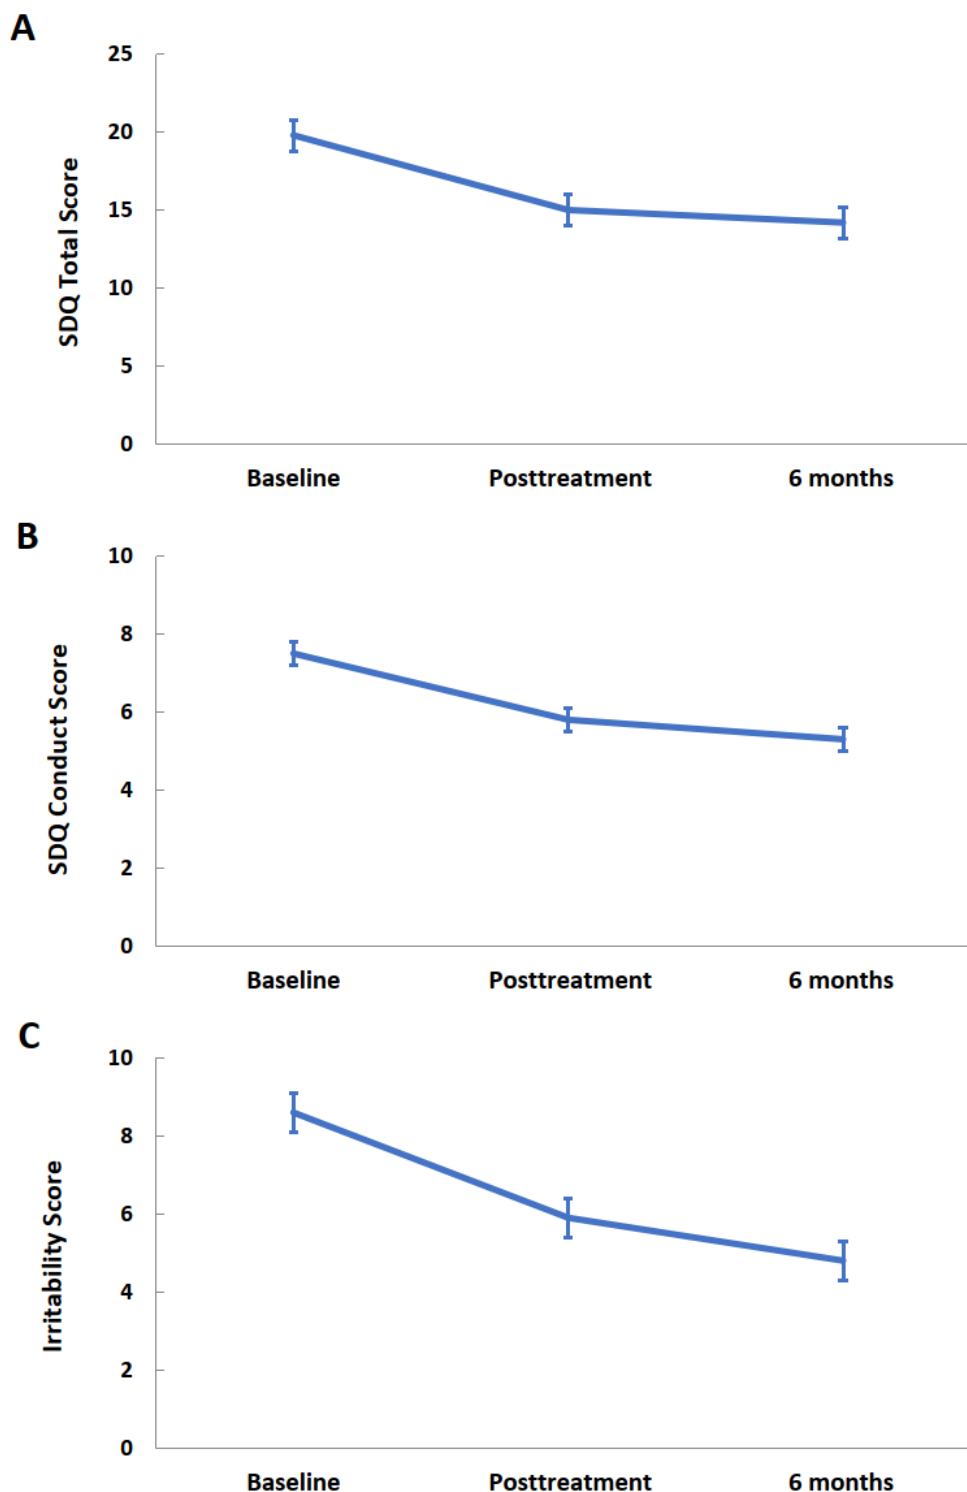 A
SDQ Total Score
25
20
15
10
5
0
Baseline Posttreatment 6 months
B
SDQ Conduct Score
10
8
6
4
2
0
Baseline Posttreatment 6 months
C
Irritability Score
10
8
6
4
2
0
Baseline Posttreatment 6 months